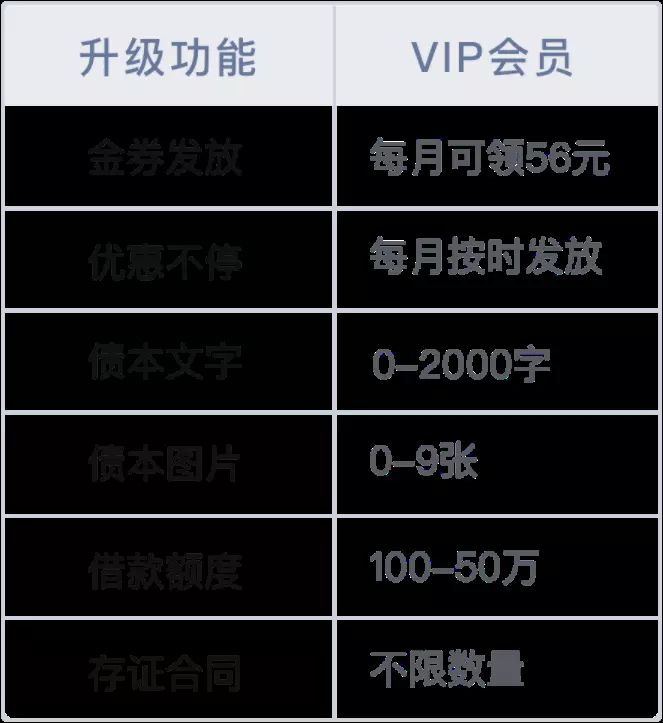 升级功能 VIP会员
金券发放 每月可领56元
优惠不停 每月按时发放
债本文字 0-2000字
债本图片 0-9张
借款额度 100-50万
存证合同 不限数量